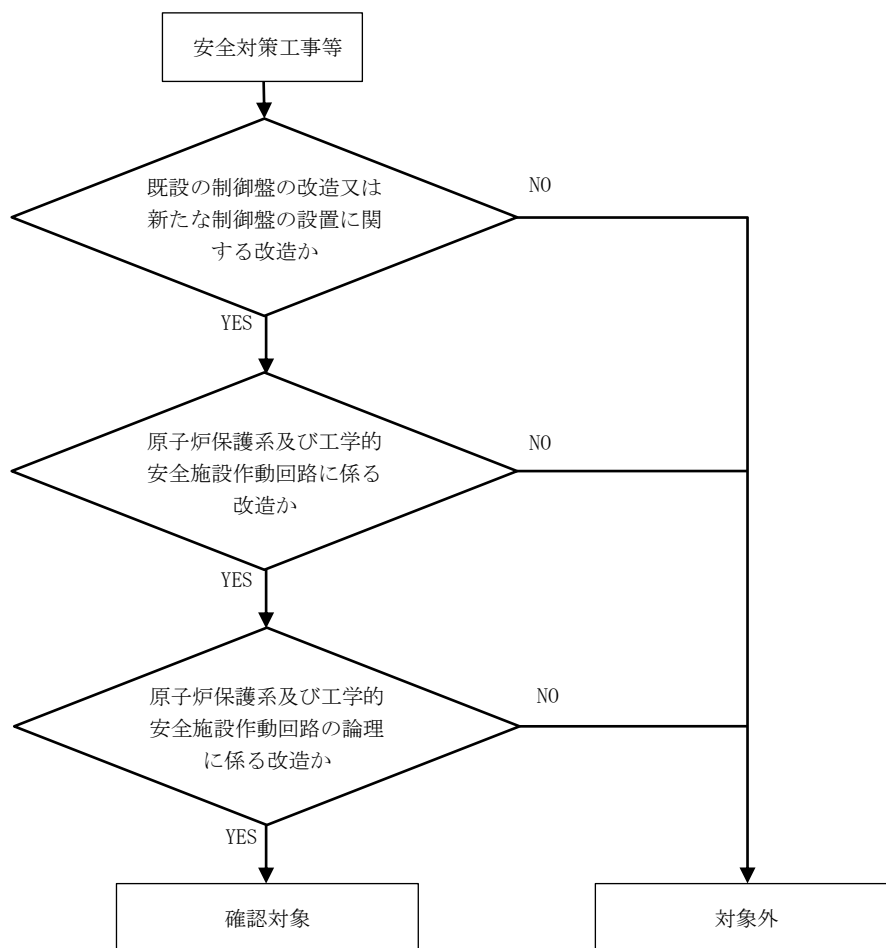 安全対策工事等
既設の制御盤の改造又は
新たな制御盤の設置に関
する改造か
NO
YES
原子炉保護系及び工学的
安全施設作動回路に係る
改造か
NO
YES
原子炉保護系及び工学的
安全施設作動回路の論理
に係る改造か
NO
YES
確認対象
対象外